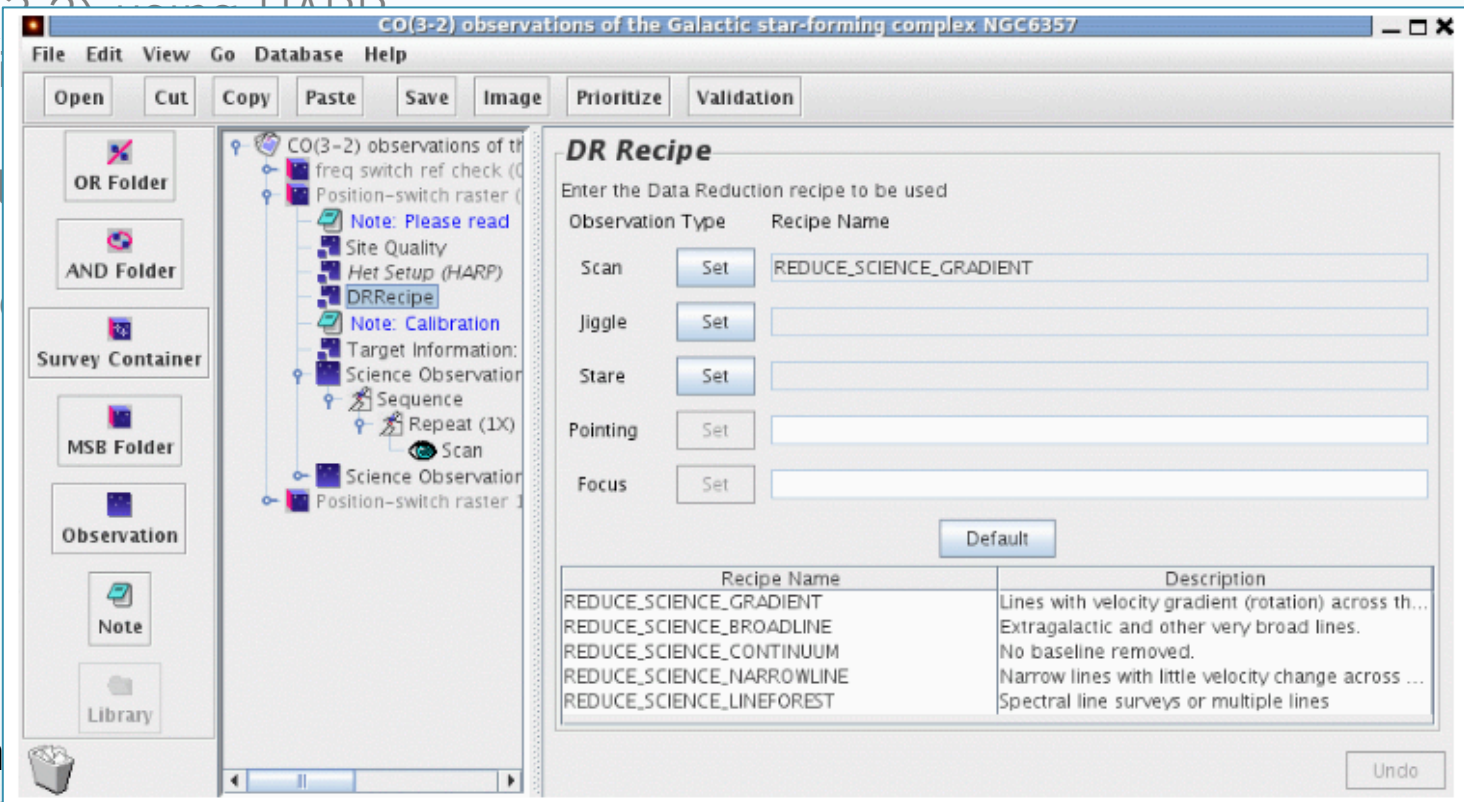 CO(3-2) observations of the Galactic star-forming complex NGC6357
File Edit View Go Database Help
Open Cut Copy Paste Save Image Prioritize Validation
OR Folder
AND Folder
Survey Container
MSB Folder
Observation
Note
Library
CO(3-2) observations of th
freq switch ref check (
Position-switch raster (
Note: Please read
Site Quality
Het Setup (HARP)
DRRecipe
Note: Calibration
Target Information:
Science Observation
Sequence
Repeat (1X)
Scan
Science Observation
Position-switch raster 1
DR Recipe
Enter the Data Reduction recipe to be used
Observation Type Recipe Name
Scan Set REDUCE_SCIENCE_GRADIENT
Jiggle Set
Stare Set
Pointing Set
Focus Set
Default
Recipe Name Description
REDUCE_SCIENCE_GRADIENT Lines with velocity gradient (rotation) across th...
REDUCE_SCIENCE_BROADLINE Extragalactic and other very broad lines.
REDUCE_SCIENCE_CONTINUUM No baseline removed.
REDUCE_SCIENCE_NARROWLINE Narrow lines with little velocity change across ...
REDUCE_SCIENCE_LINEFOREST Spectral line surveys or multiple lines
Undo